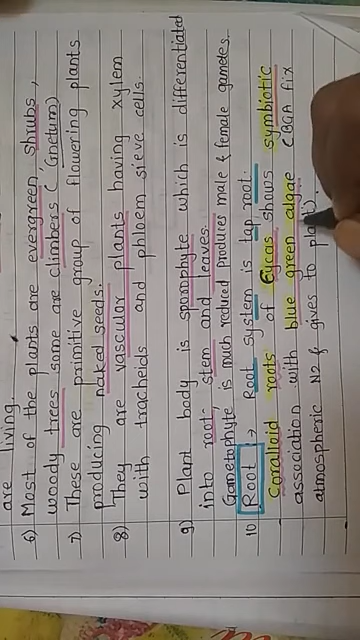 are living.
6) Most of the plants are evergreen, shrubs,
woody trees some are climbers (Gnetum)
7) These are primitive group of flowering plants
producing naked seeds.
8) They are vascular plants having xylem
with tracheids and phloem sieve cells.
9) Plant body is sporophyte which is differentiated
into root, stem and leaves.
Gametophyte is much reduced produces male & female gametes.
10 Root → Root system is tap root.
Coralloid roots of Cycas shows symbiotic
association with blue green algae (BGA fix
atmospheric N2 & gives to plant).